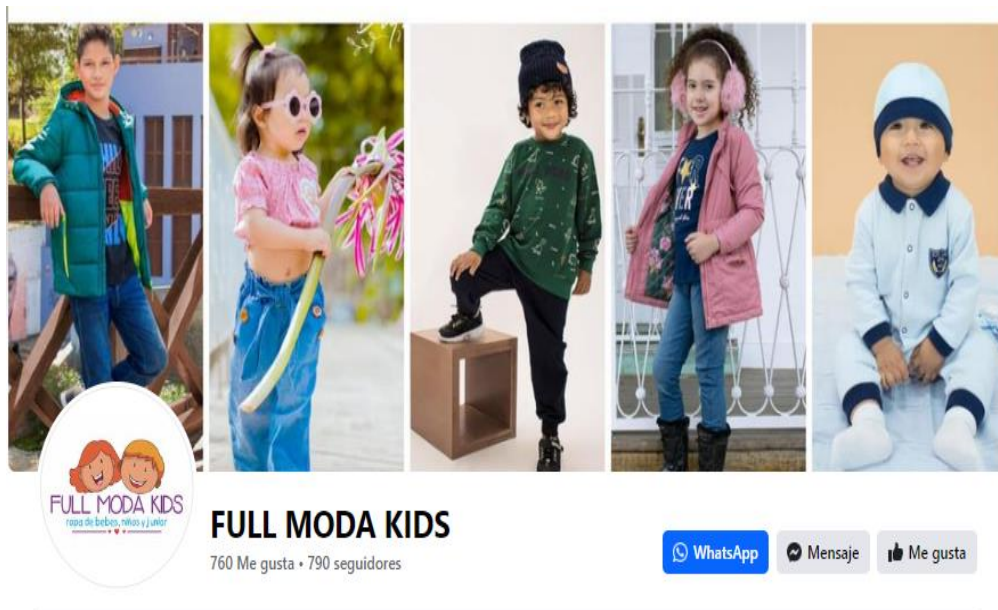 FULL MODA KIDS
ropa de bebes, niños y junior
FULL MODA KIDS
760 Me gusta • 790 seguidores
WhatsApp
Mensaje
Me gusta